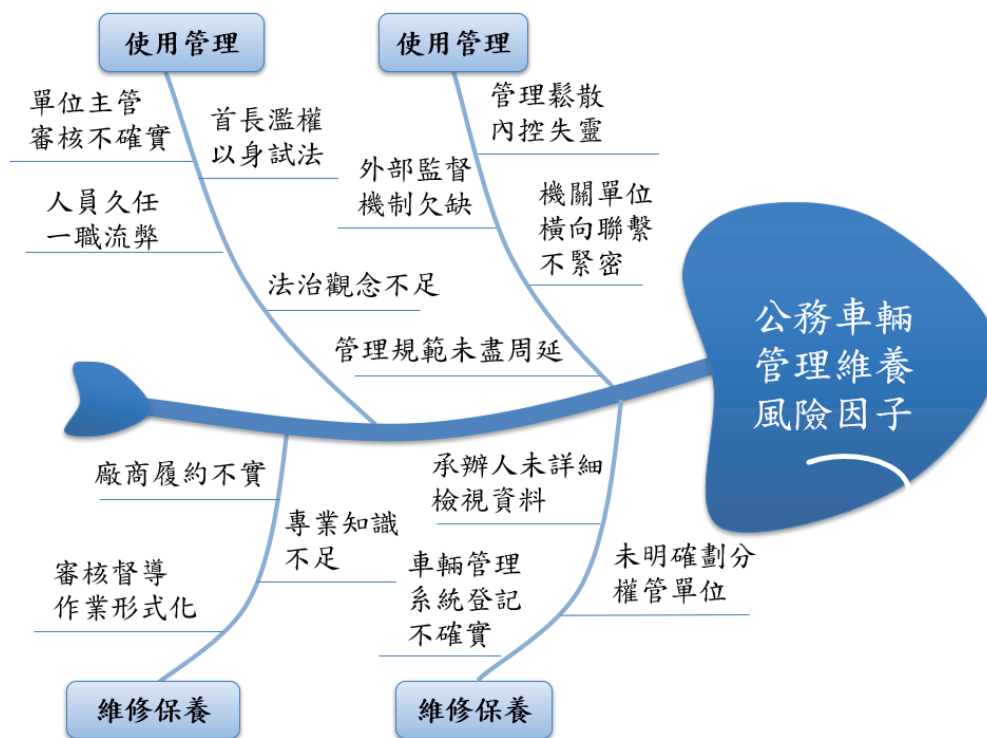 使用管理
使用管理
單位主管
審核不確實
首長濫權
以身試法
人員久任
一職流弊
法治觀念不足
管理鬆散
內控失靈
外部監督
機制欠缺
機關單位
橫向聯繫
不緊密
管理規範未盡周延
公務車輛
管理維養
風險因子
廠商履約不實
專業知識
不足
審核督導
作業形式化
承辦人未詳細
檢視資料
車輛管理
系統登記
不確實
未明確劃分
權管單位
維修保養
維修保養